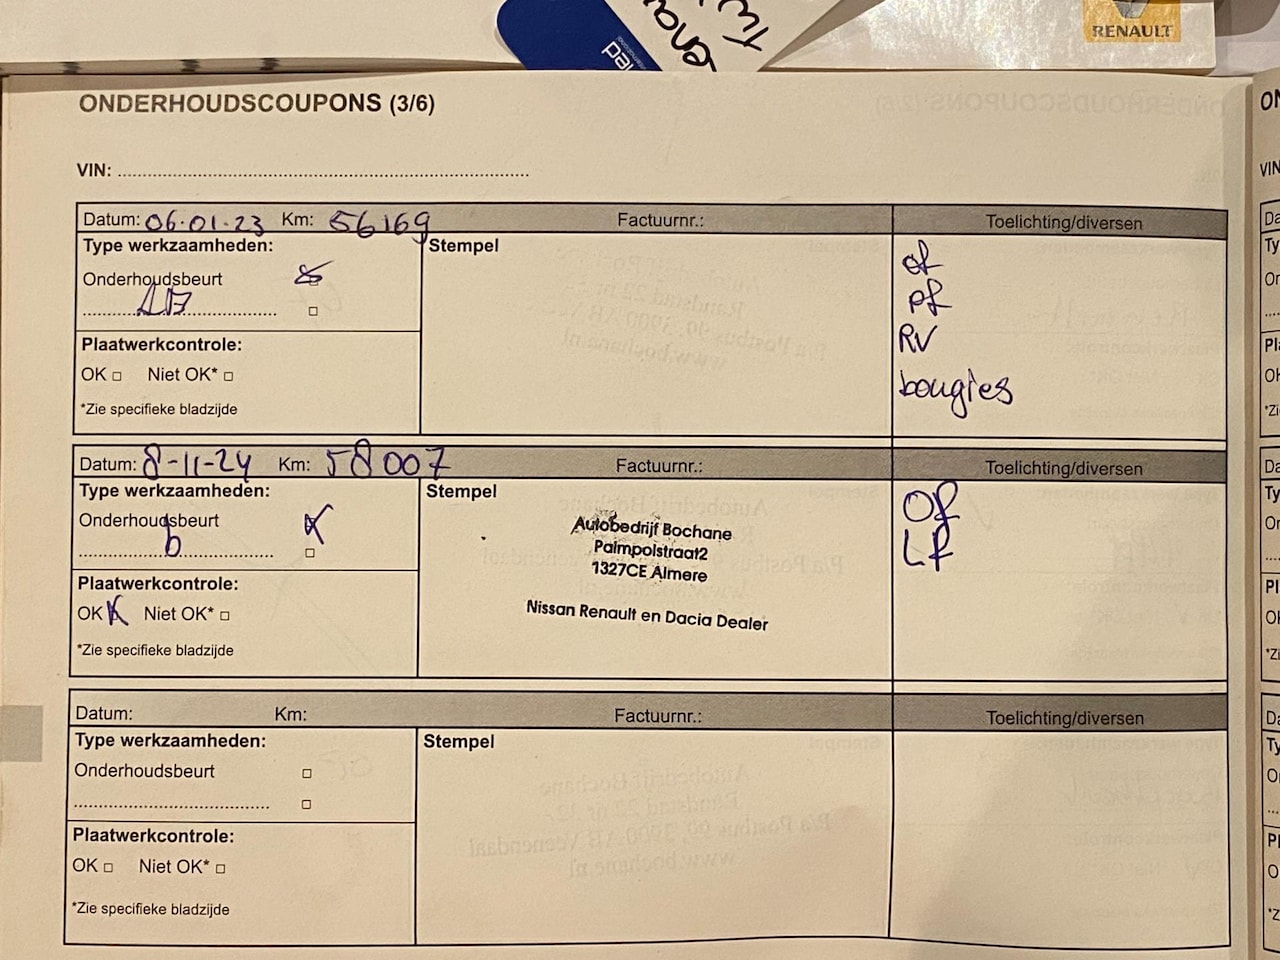 RENAULT
ONDERHOUDSCOUPONS (3/6)
VIN:
Datum: 06-01-23 Km: 56169 Factuurnr.: Toelichting/diversen
Type werkzaamheden:
Stempel
Onderhoudsbeurt
of
pf
RV
bougies
Plaatwerkcontrole:
OK Niet OK*
*Zie specifieke bladzijde
Datum: 8-11-24 Km: 58007 Factuurnr.: Toelichting/diversen
Type werkzaamheden:
Stempel
Onderhoudsbeurt
b
Autobedrijf Bochane
Palmpolstraat2
1327CE Almere
Nissan Renault en Dacia Dealer
Of
Lf
Plaatwerkcontrole:
OK Niet OK*
*Zie specifieke bladzijde
Datum: Km: Factuurnr.: Toelichting/diversen
Type werkzaamheden:
Stempel
Onderhoudsbeurt
Plaatwerkcontrole:
OK Niet OK*
*Zie specifieke bladzijde
VIN